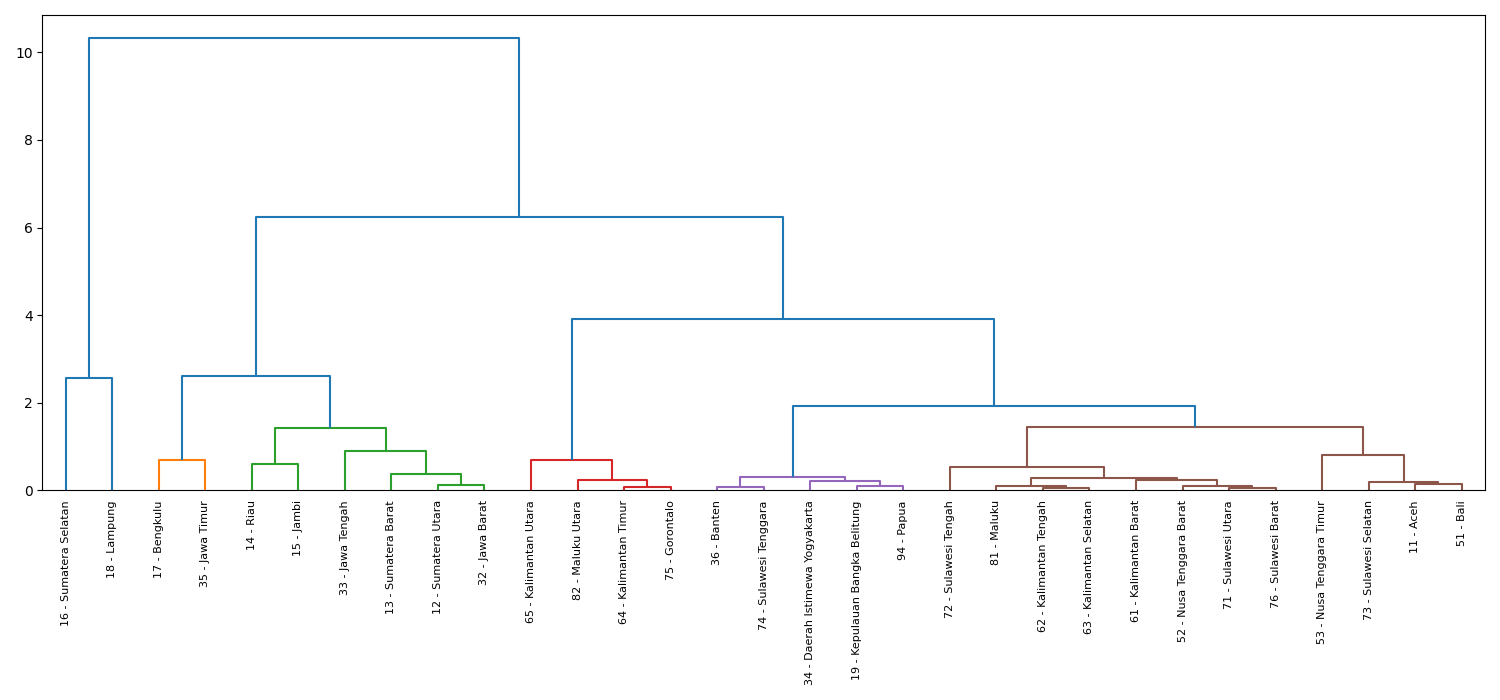 10
8
6
4
2
0
16 - Sumatera Selatan
18 - Lampung
17 - Bengkulu
35 - Jawa Timur
14 - Riau
15 - Jambi
33 - Jawa Tengah
13 - Sumatera Barat
12 - Sumatera Utara
32 - Jawa Barat
65 - Kalimantan Utara
82 - Maluku Utara
64 - Kalimantan Timur
75 - Gorontalo
36 - Banten
74 - Sulawesi Tenggara
34 - Daerah Istimewa Yogyakarta
19 - Kepulauan Bangka Belitung
94 - Papua
72 - Sulawesi Tengah
81 - Maluku
62 - Kalimantan Tengah
63 - Kalimantan Selatan
61 - Kalimantan Barat
52 - Nusa Tenggara Barat
71 - Sulawesi Utara
76 - Sulawesi Barat
53 - Nusa Tenggara Timur
73 - Sulawesi Selatan
11 - Aceh
51 - Bali